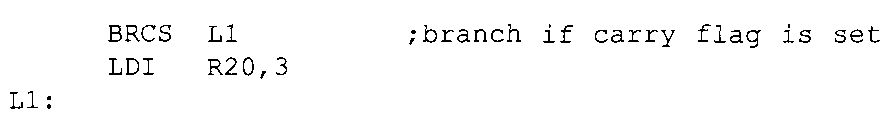 BRCS L1 ;branch if carry flag is set
LDI R20,3
L1: